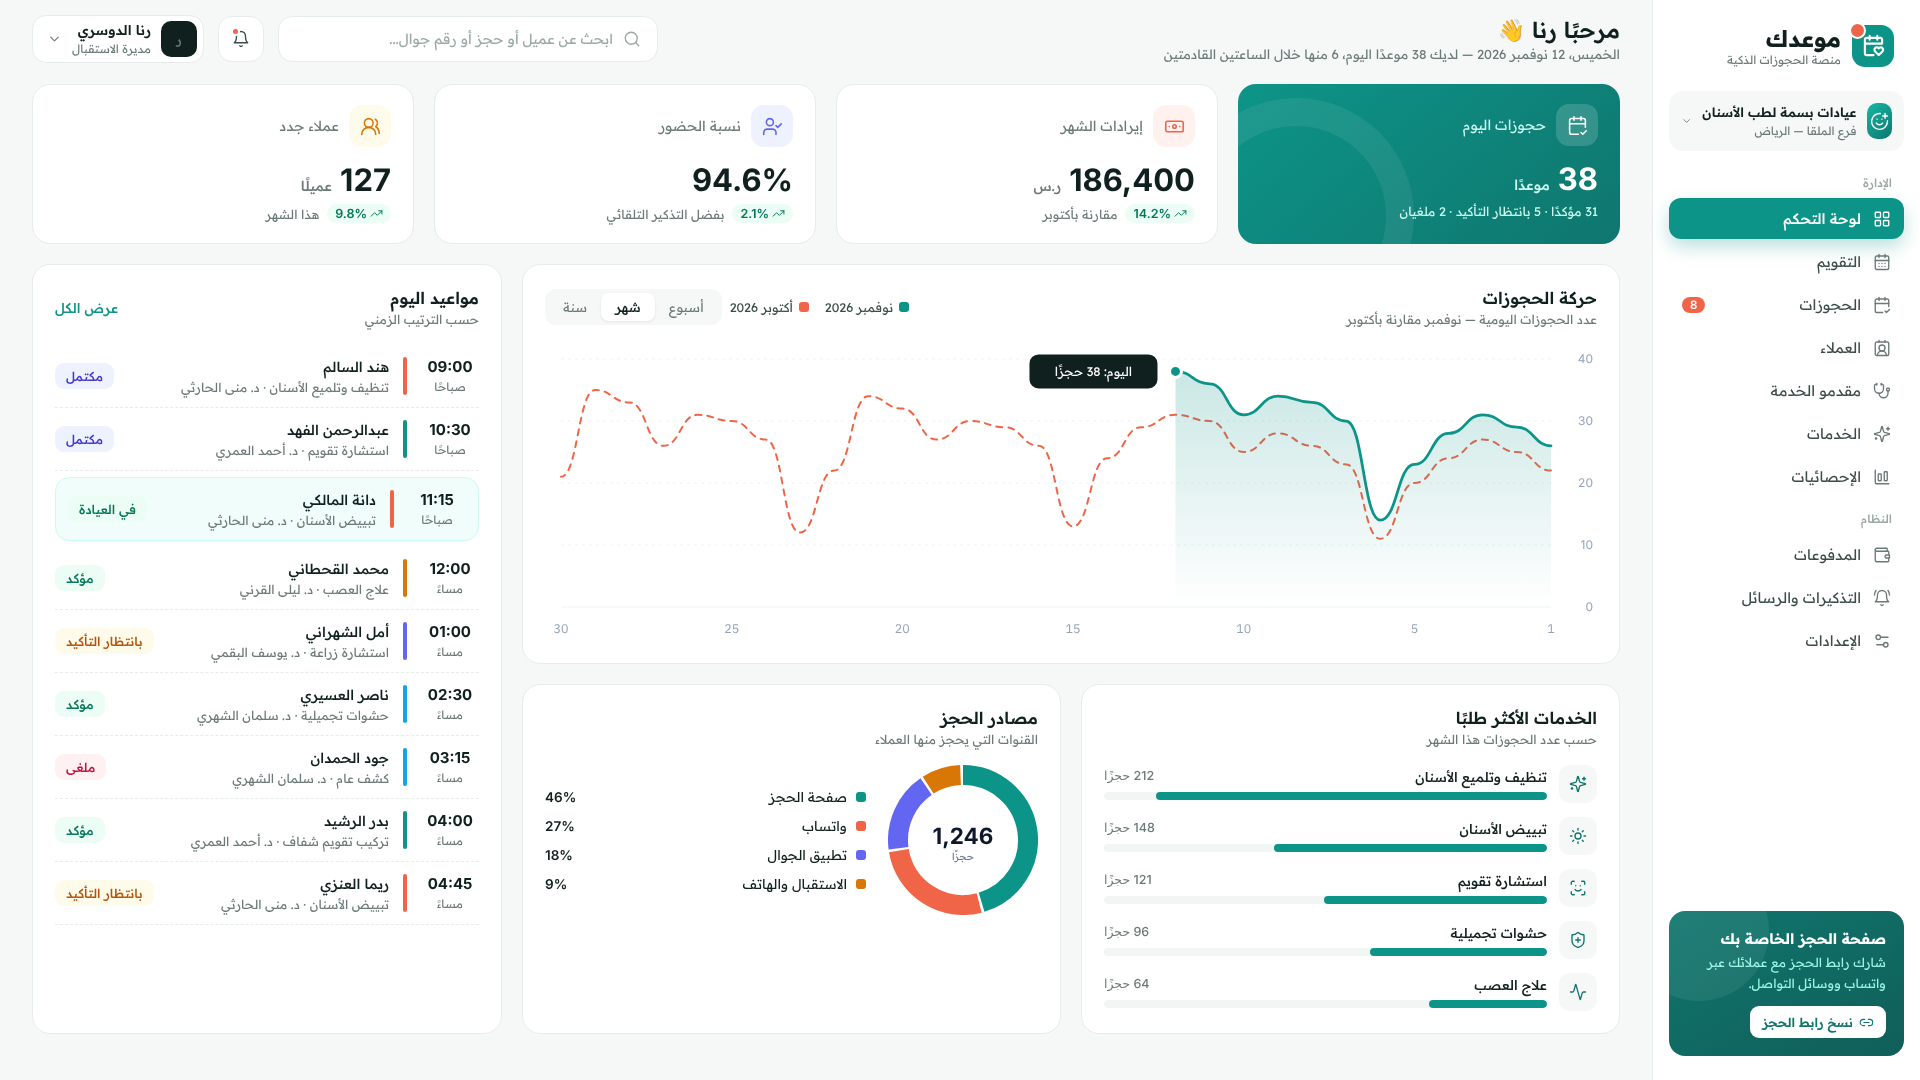 موعدك
منصة الحجوزات الذكية
عيادات بسمة لطب الأسنان
فرع الملقا — الرياض
الإدارة
لوحة التحكم
التقويم
الحجوزات
8
العملاء
مقدمو الخدمة
الخدمات
الإحصائيات
النظام
المدفوعات
التذكيرات والرسائل
الإعدادات
صفحة الحجز الخاصة بك
شارك رابط الحجز مع عملائك عبر
واتساب ووسائل التواصل.
نسخ رابط الحجز
مرحبًا رنا 👋
الخميس، 12 نوفمبر 2026 — لديك 38 موعدًا اليوم، 6 منها خلال الساعتين القادمتين
ابحث عن عميل أو حجز أو رقم جوال...
ر
رنا الدوسري
مديرة الاستقبال
حجوزات اليوم
38 موعدًا
31 مؤكدًا · 5 بانتظار التأكيد · 2 ملغيان
إيرادات الشهر
186,400 ر.س
14.2% مقارنة بأكتوبر
نسبة الحضور
94.6%
2.1% بفضل التذكير التلقائي
عملاء جدد
127 عميلًا
9.8% هذا الشهر
حركة الحجوزات
عدد الحجوزات اليومية — نوفمبر مقارنة بأكتوبر
نوفمبر 2026
أكتوبر 2026
أسبوع
شهر
سنة
40
30
20
10
0
اليوم: 38 حجزًا
1
5
10
15
20
25
30
مواعيد اليوم
حسب الترتيب الزمني
عرض الكل
09:00
صباحًا
هند السالم
تنظيف وتلميع الأسنان · د. منى الحارثي
مكتمل
10:30
صباحًا
عبدالرحمن الفهد
استشارة تقويم · د. أحمد العمري
مكتمل
11:15
صباحًا
دانة المالكي
تبييض الأسنان · د. منى الحارثي
في العيادة
12:00
مساءً
محمد القحطاني
علاج العصب · د. ليلى القرني
مؤكد
01:00
مساءً
أمل الشهراني
استشارة زراعة · د. يوسف البقمي
بانتظار التأكيد
02:30
مساءً
ناصر العسيري
حشوات تجميلية · د. سلمان الشهري
مؤكد
03:15
مساءً
جود الحمدان
كشف عام · د. سلمان الشهري
ملغى
04:00
مساءً
بدر الرشيد
تركيب تقويم شفاف · د. أحمد العمري
مؤكد
04:45
مساءً
ريما العنزي
تبييض الأسنان · د. منى الحارثي
بانتظار التأكيد
الخدمات الأكثر طلبًا
حسب عدد الحجوزات هذا الشهر
تنظيف وتلميع الأسنان
212 حجزًا
تبييض الأسنان
148 حجزًا
استشارة تقويم
121 حجزًا
حشوات تجميلية
96 حجزًا
علاج العصب
64 حجزًا
مصادر الحجز
القنوات التي يحجز منها العملاء
1,246
حجزًا
صفحة الحجز
46%
واتساب
27%
تطبيق الجوال
18%
الاستقبال والهاتف
9%